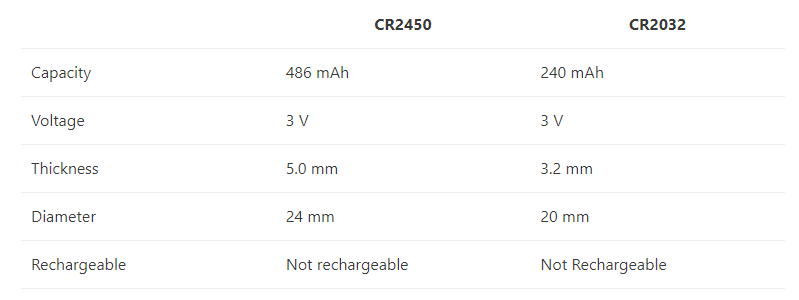 CR2450 CR2032
Capacity 486 mAh 240 mAh
Voltage 3 V 3 V
Thickness 5.0 mm 3.2 mm
Diameter 24 mm 20 mm
Rechargeable Not rechargeable Not Rechargeable